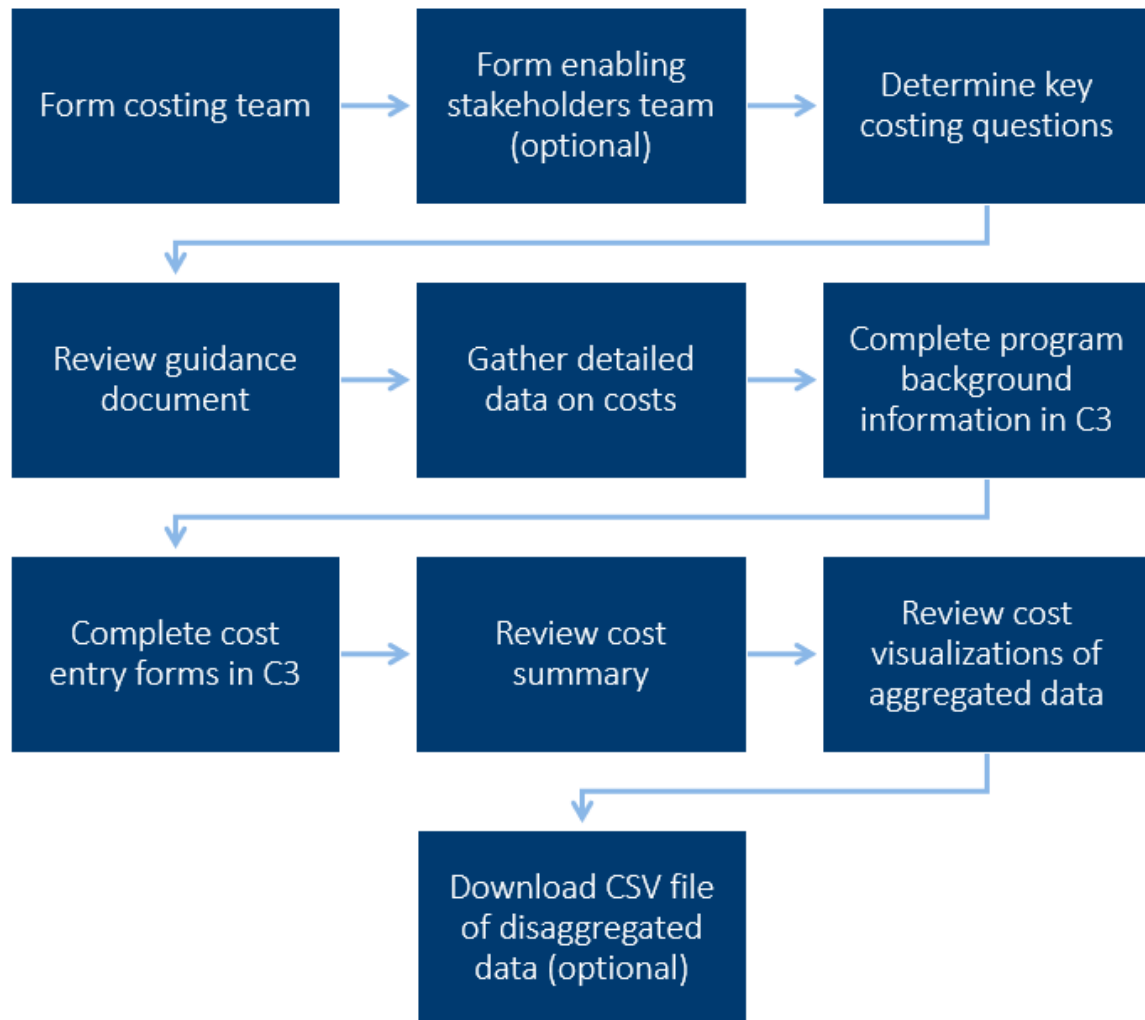 Form costing team
Form enabling
stakeholders team
(optional)
Determine key
costing questions
Review guidance
document
Gather detailed
data on costs
Complete program
background
information in C3
Complete cost
entry forms in C3
Review cost
summary
Review cost
visualizations of
aggregated data
Download CSV file
of disaggregated
data (optional)